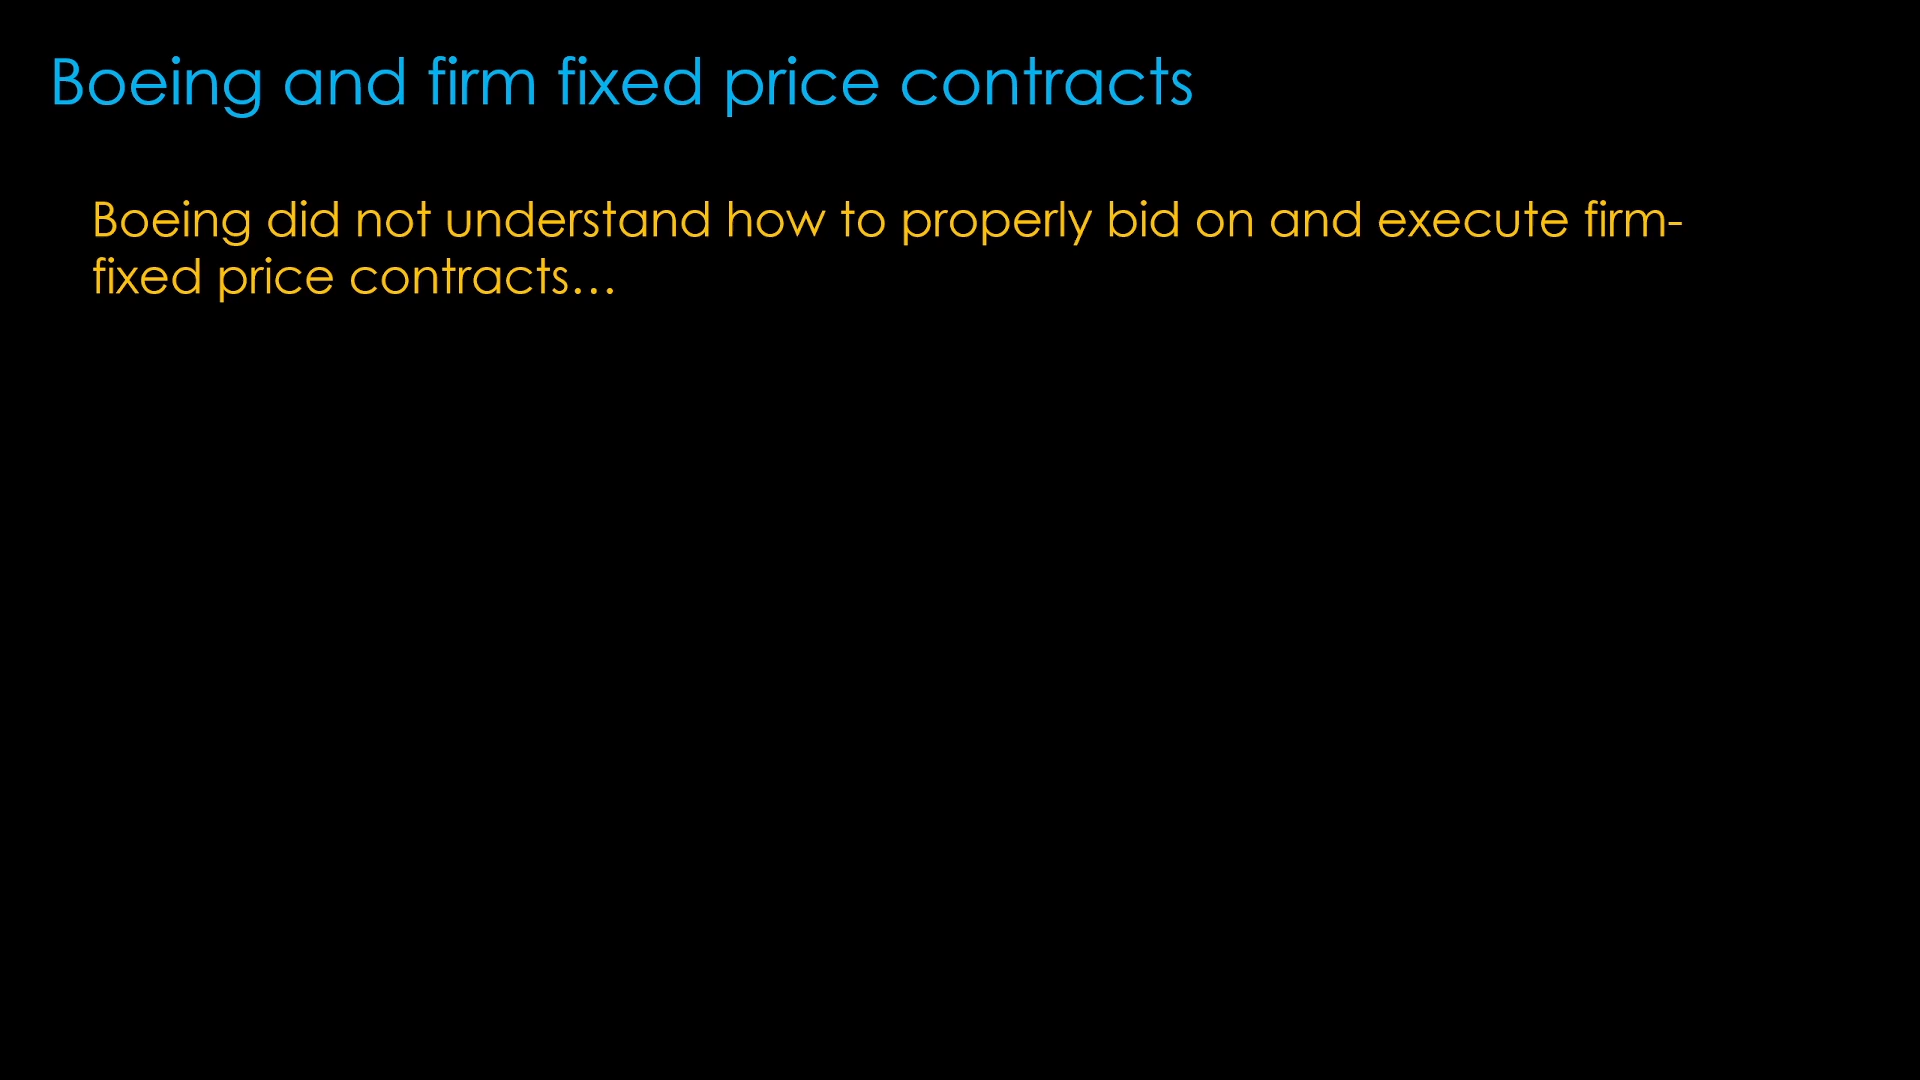 Boeing and firm fixed price contracts
Boeing did not understand how to properly bid on and execute firm-
fixed price contracts…